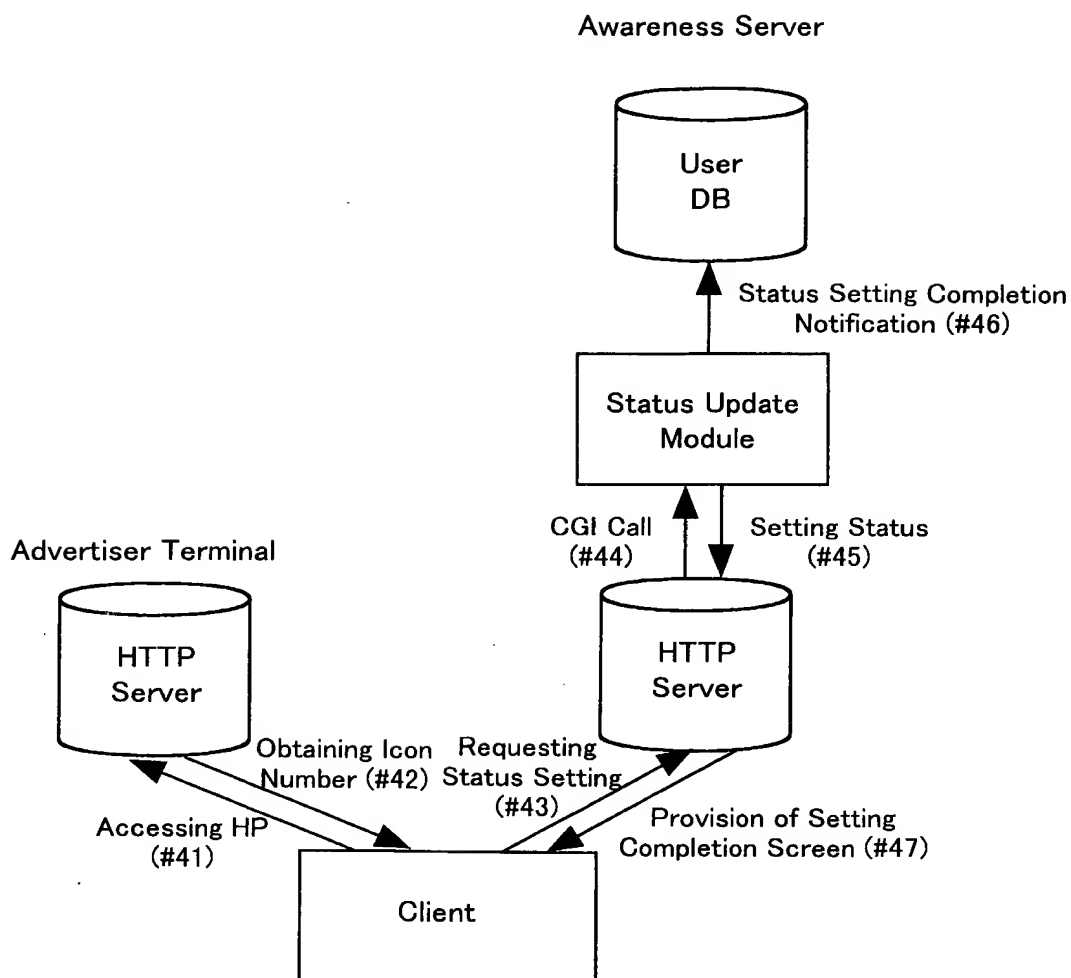 Awareness Server
User
DB
Status Setting Completion
Notification (#46)
Status Update
Module
CGI Call
(#44)
Setting Status
(#45)
Advertiser Terminal
HTTP
Server
HTTP
Server
Obtaining Icon
Number (#42)
Requesting
Status Setting
(#43)
Accessing HP
(#41)
Provision of Setting
Completion Screen (#47)
Client